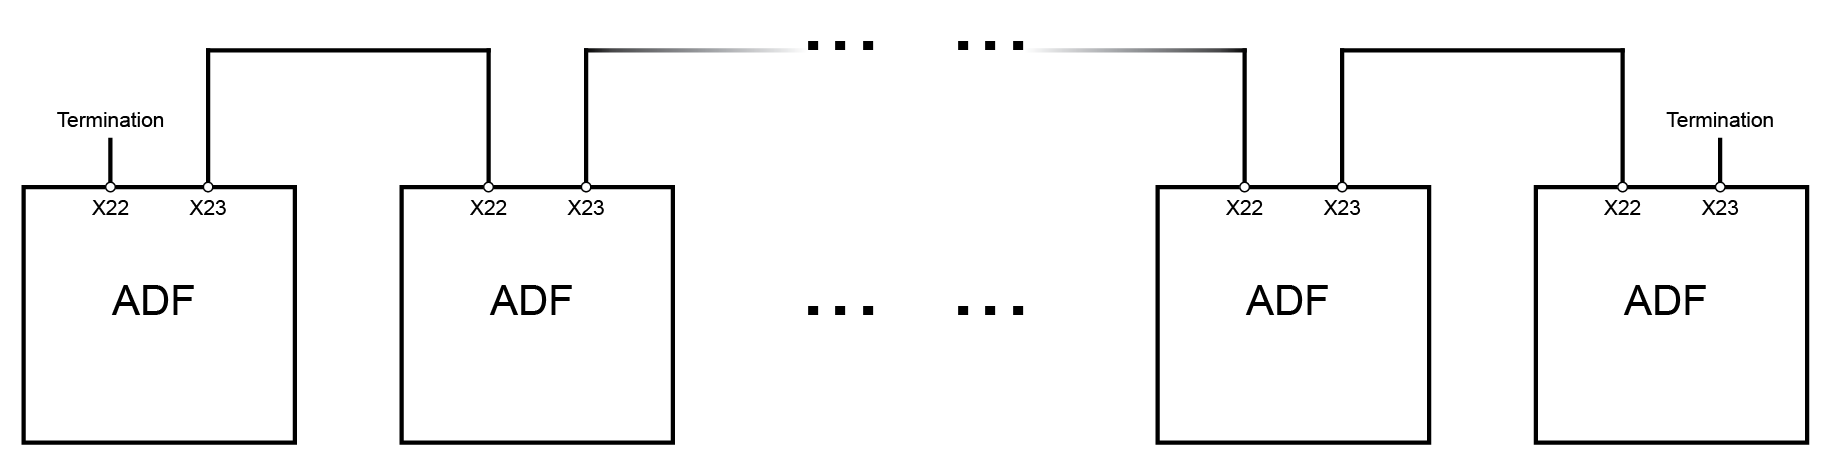 ... ...
Termination Termination
X22 X23 X22 X23 X22 X23 X22 X23
ADF ADF ... ... ADF ADF